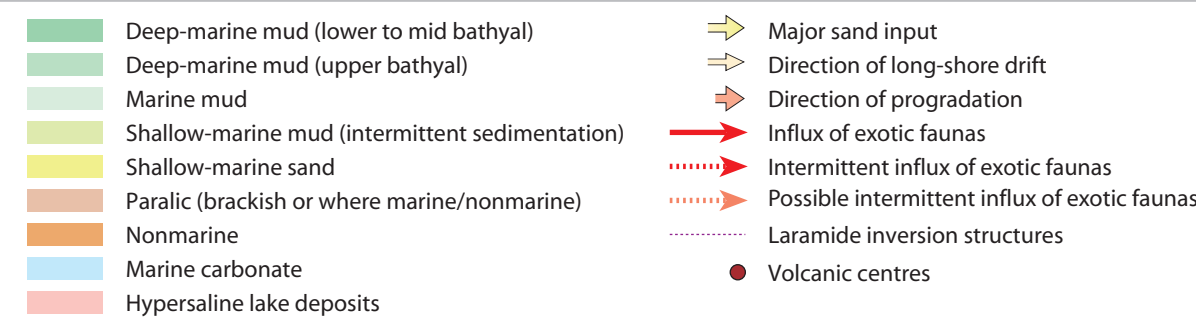 Deep-marine mud (lower to mid bathyal)
Deep-marine mud (upper bathyal)
Marine mud
Shallow-marine mud (intermittent sedimentation)
Shallow-marine sand
Paralic (brackish or where marine/nonmarine)
Nonmarine
Marine carbonate
Hypersaline lake deposits
Major sand input
Direction of long-shore drift
Direction of progradation
Influx of exotic faunas
Intermittent influx of exotic faunas
Possible intermittent influx of exotic faunas
Laramide inversion structures
Volcanic centres